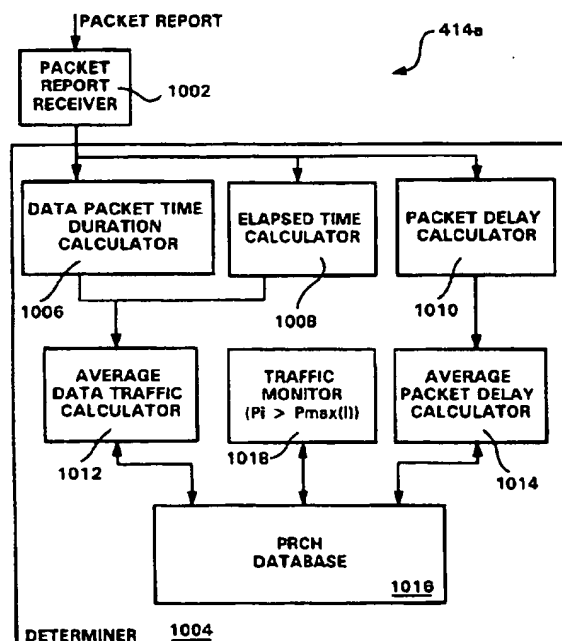 PACKET REPORT
414a
PACKET
REPORT
RECEIVER
1002
DATA PACKET TIME
DURATION
CALCULATOR
1006
ELAPSED TIME
CALCULATOR
1008
PACKET DELAY
CALCULATOR
1010
AVERAGE
DATA TRAFFIC
CALCULATOR
1012
TRAFFIC
MONITOR
(Pi > Pmax(I))
1018
AVERAGE
PACKET DELAY
CALCULATOR
1014
PRCH
DATABASE
1016
DETERMINER 1004